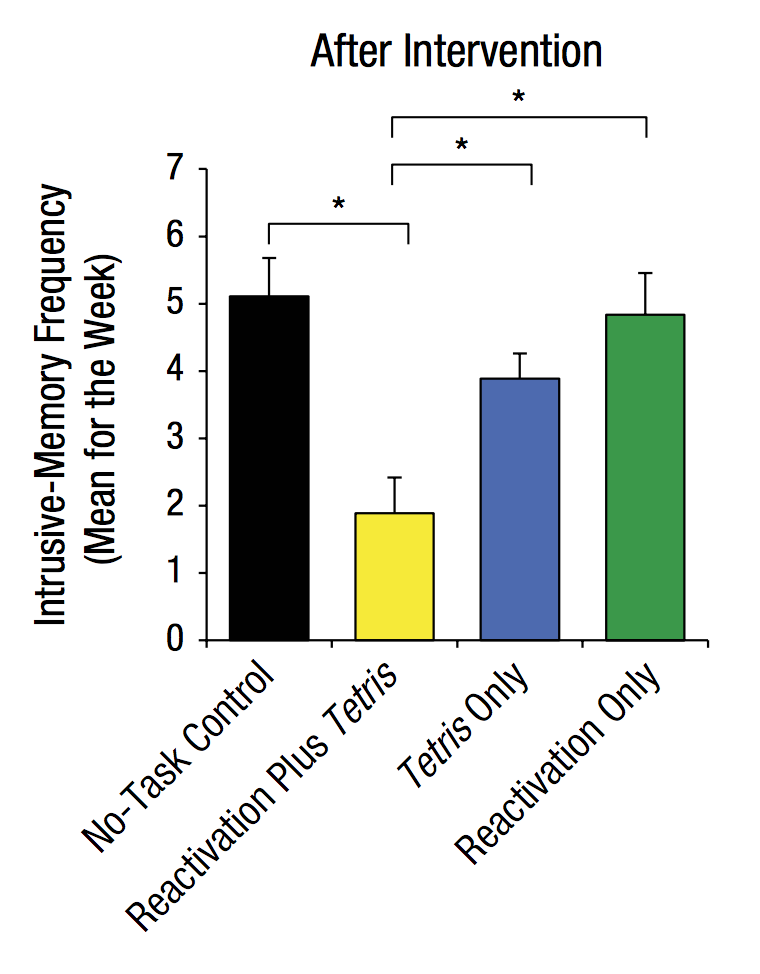 After Intervention
*
*
*
Intrusive-Memory Frequency
(Mean for the Week)
7
6
5
4
3
2
1
0
No-Task Control
Reactivation Plus Tetris
Tetris Only
Reactivation Only